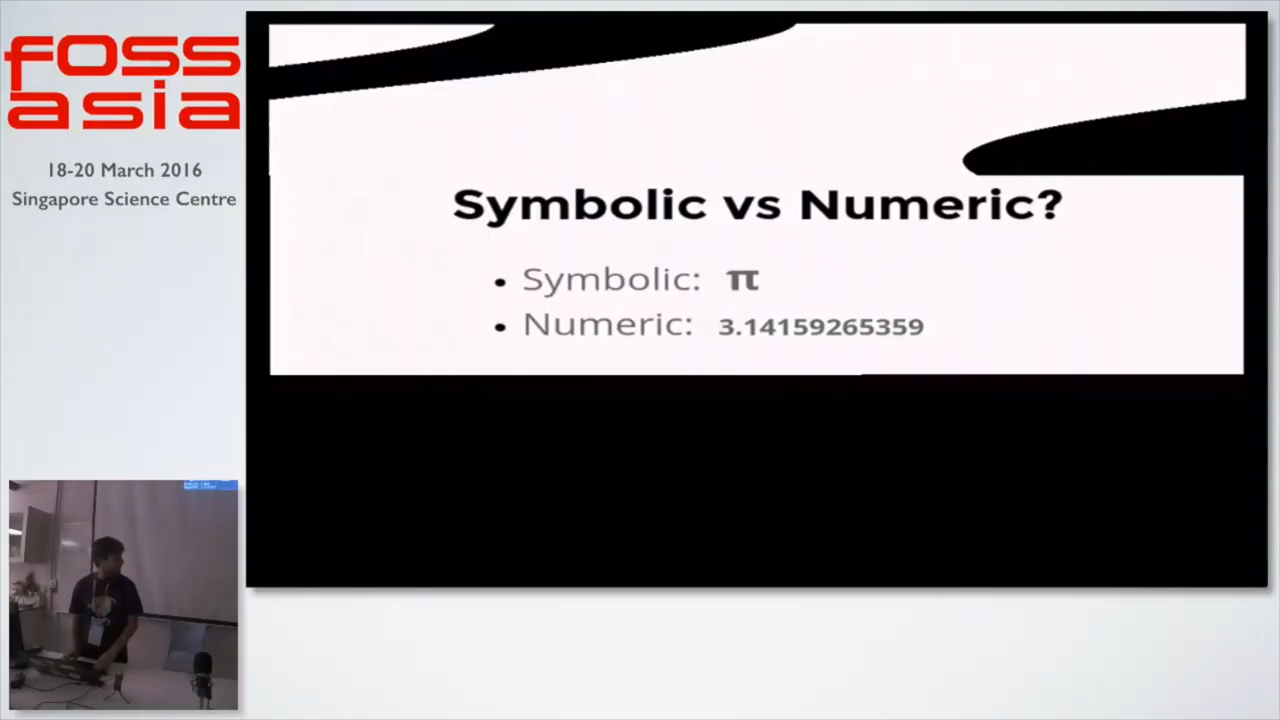 foss
asia
18-20 March 2016
Singapore Science Centre
Symbolic vs Numeric?
• Symbolic: π
• Numeric: 3.14159265359